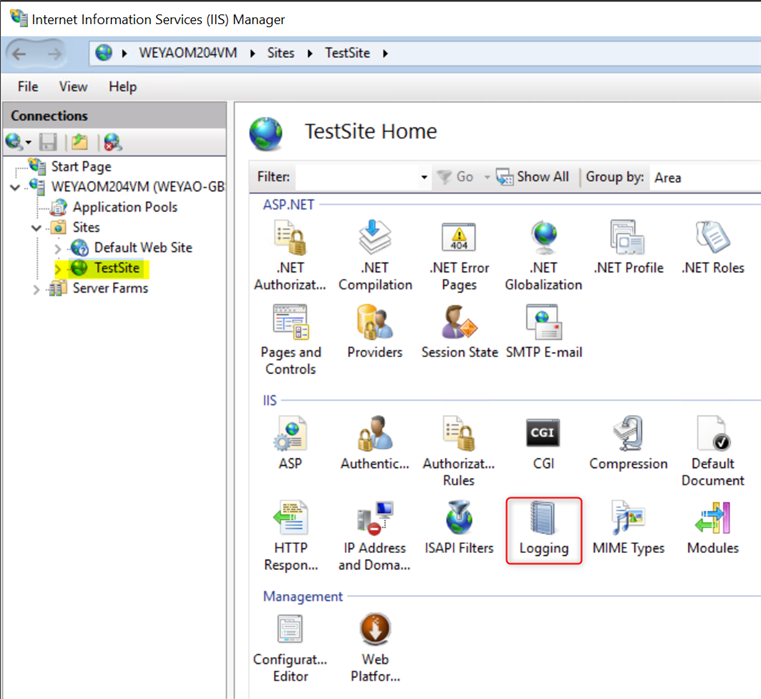 Internet Information Services (IIS) Manager
WEYAOM204VM Sites TestSite
File View Help
Connections
Start Page
WEYAOM204VM (WEYAO-GB
Application Pools
Sites
Default Web Site
TestSite
Server Farms
TestSite Home
Filter: Go Show All Group by: Area
ASP.NET
.NET Authorizat...
.NET Compilation
.NET Error Pages
.NET Globalization
.NET Profile
.NET Roles
Pages and Controls
Providers
Session State
SMTP E-mail
IIS
ASP
Authentic...
Authorizat... Rules
CGI
Compression
Default Document
HTTP Respon...
IP Address and Doma...
ISAPI Filters
Logging
MIME Types
Modules
Management
Configurat... Editor
Web Platfor...
404
CGI